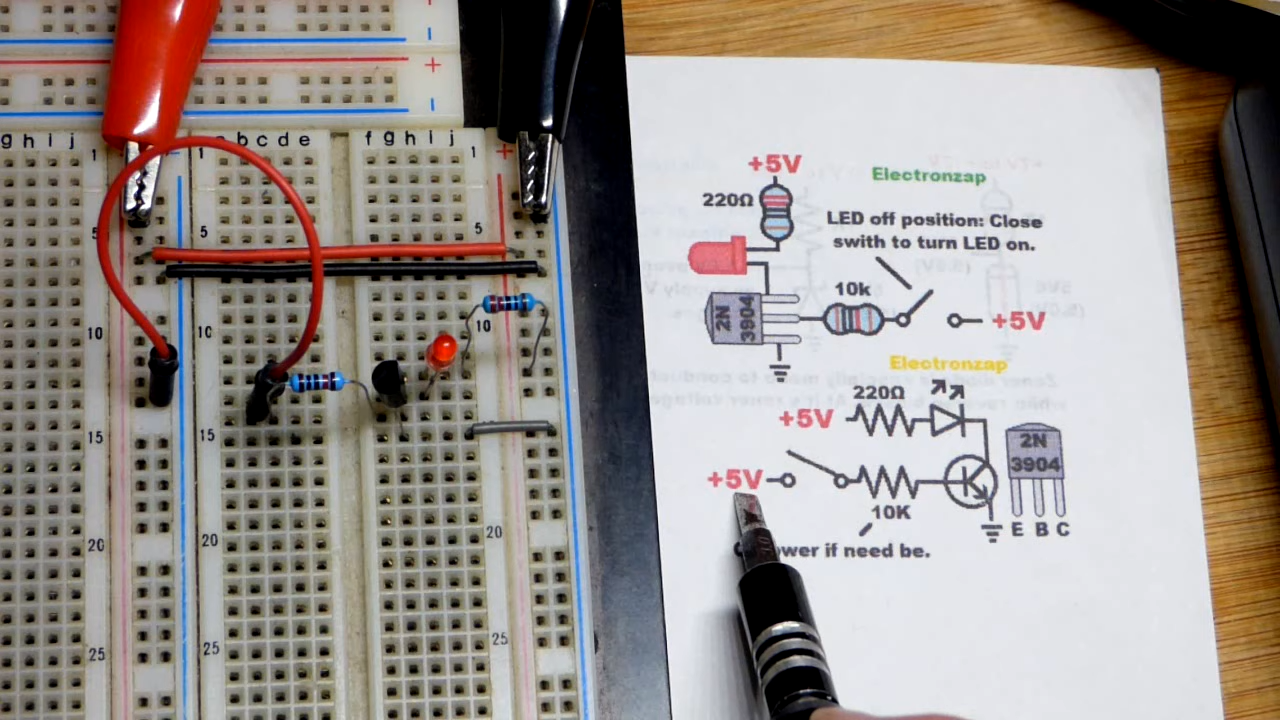 g h i j
a b c d e
f g h i j
1
1
1
+
+
+
5
5
5
10
10
10
15
15
20
20
20
25
25
25
+5V
Electronzap
220Ω
LED off position: Close
swith to turn LED on.
10k
2N
3904
+5V
Electronzap
220Ω
+5V
2N
3904
+5V
10K
E B C
if need be.